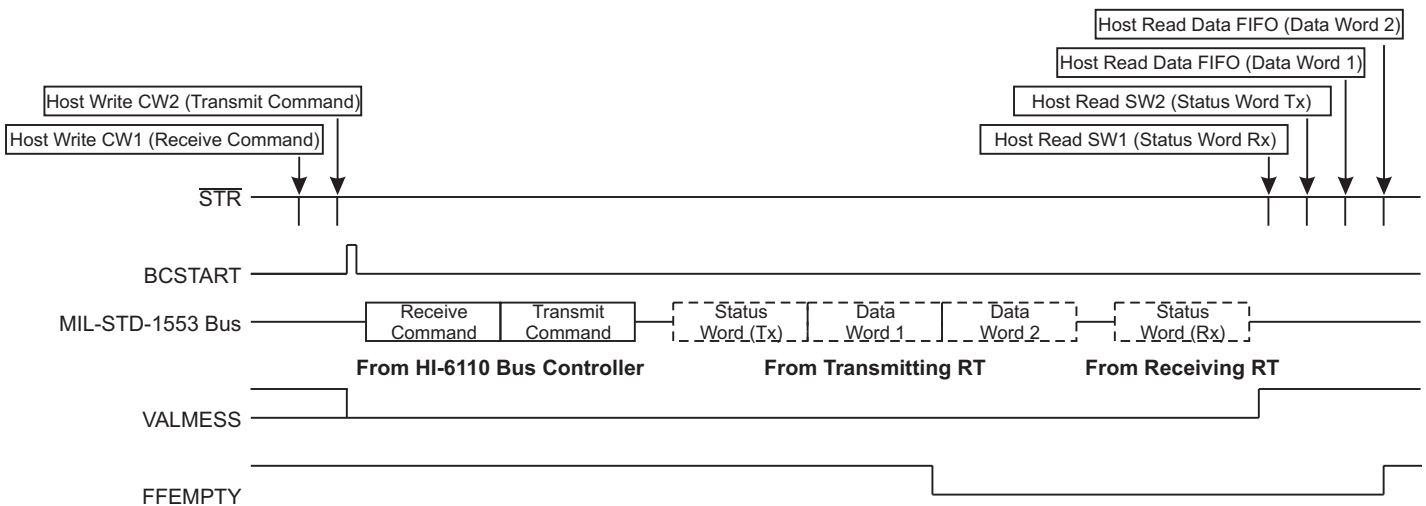 Host Read Data FIFO (Data Word 2)
Host Read Data FIFO (Data Word 1)
Host Write CW2 (Transmit Command)
Host Read SW2 (Status Word Tx)
Host Write CW1 (Receive Command)
Host Read SW1 (Status Word Rx)
STR
BCSTART
MIL-STD-1553 Bus
Receive
Command
Transmit
Command
Status
Word (Tx)
Data
Word 1
Data
Word 2
Status
Word (Rx)
From HI-6110 Bus Controller
From Transmitting RT
From Receiving RT
VALMESS
FFEMPTY